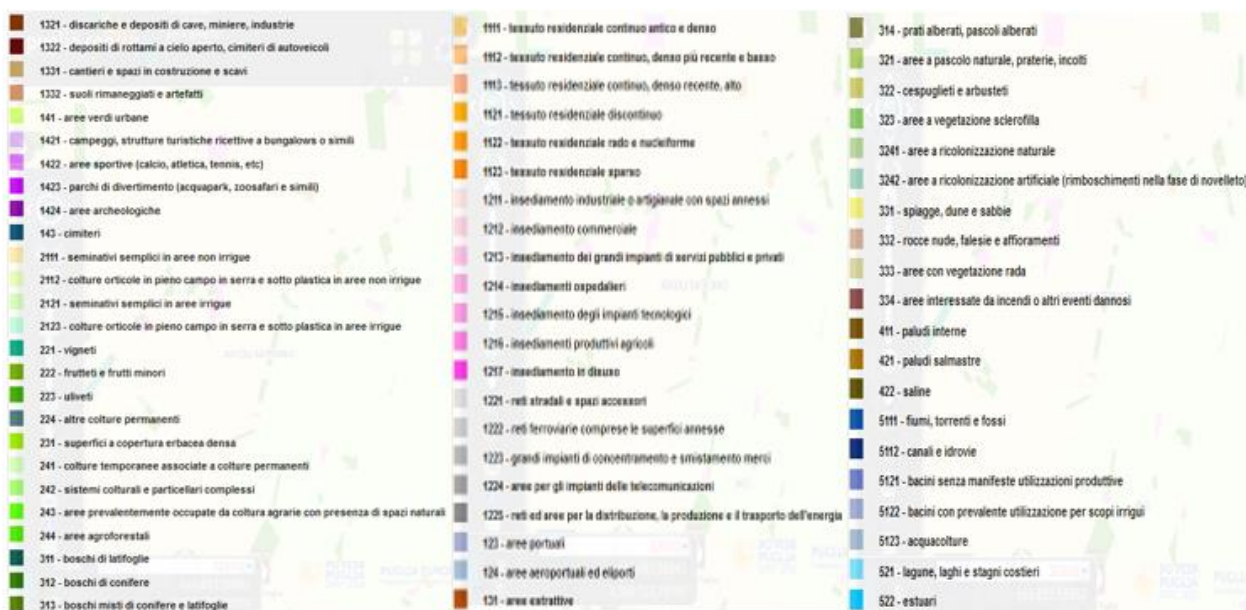 1321 - discariche e depositi di cave, miniere, industrie
1322 - depositi di rottami a cielo aperto, cimiteri di autoveicoli
1331 - cantieri e spazi in costruzione e scavi
1332 - suoli rimaneggiati e artefatti
141 - aree verdi urbane
1421 - campeggi, strutture turistiche ricettive a bungalows o simili
1422 - aree sportive (calcio, atletica, tennis, etc)
1423 - parchi di divertimento (acquapark, zoosafari e simili)
1424 - aree archeologiche
143 - cimiteri
2111 - seminativi semplici in aree non irrigue
2112 - colture orticole in pieno campo in serra e sotto plastica in aree non irrigue
2121 - seminativi semplici in aree irrigue
2123 - colture orticole in pieno campo in serra e sotto plastica in aree irrigue
221 - vigneti
222 - frutteti e frutti minori
223 - uliveti
224 - altre colture permanenti
231 - superfici a copertura erbacea densa
241 - colture temporanee associate a colture permanenti
242 - sistemi colturali e particellari complessi
243 - aree prevalentemente occupate da coltura agrarie con presenza di spazi naturali
244 - aree agroforestali
311 - boschi di latifoglie
312 - boschi di conifere
313 - boschi misti di conifere e latifoglie
1111 - tessuto residenziale continuo antico e denso
1112 - tessuto residenziale continuo, denso più recente e basso
1113 - tessuto residenziale continuo, denso recente, alto
1121 - tessuto residenziale discontinuo
1122 - tessuto residenziale rado e nucleiforme
1123 - tessuto residenziale sparso
1211 - insediamento industriale o artigianale con spazi annessi
1212 - insediamento commerciale
1213 - insediamento dei grandi impianti di servizi pubblici e privati
1214 - insediamenti ospedalieri
1215 - insediamento degli impianti tecnologici
1216 - insediamenti produttivi agricoli
1217 - insediamento in disuso
1221 - reti stradali e spazi accessori
1222 - reti ferroviarie comprese le superfici annesse
1223 - grandi impianti di concentramento e smistamento merci
1224 - aree per gli impianti delle telecomunicazioni
1225 - reti ed aree per la distribuzione, la produzione e il trasporto dell'energia
123 - aree portuali
124 - aree aeroportuali ed eliporti
131 - aree estrattive
314 - prati alberati, pascoli alberati
321 - aree a pascolo naturale, praterie, incolti
322 - cespuglieti e arbusteti
323 - aree a vegetazione sclerofilla
3241 - aree a ricolonizzazione naturale
3242 - aree a ricolonizzazione artificiale (rimboschimenti nella fase di novelleto)
331 - spiagge, dune e sabbie
332 - rocce nude, falesie e affioramenti
333 - aree con vegetazione rada
334 - aree interessate da incendi o altri eventi dannosi
411 - paludi interne
421 - paludi salmastre
422 - saline
5111 - fiumi, torrenti e fossi
5112 - canali e idrovie
5121 - bacini senza manifeste utilizzazioni produttive
5122 - bacini con prevalente utilizzazione per scopi irrigui
5123 - acquacolture
521 - lagune, laghi e stagni costieri
522 - estuari